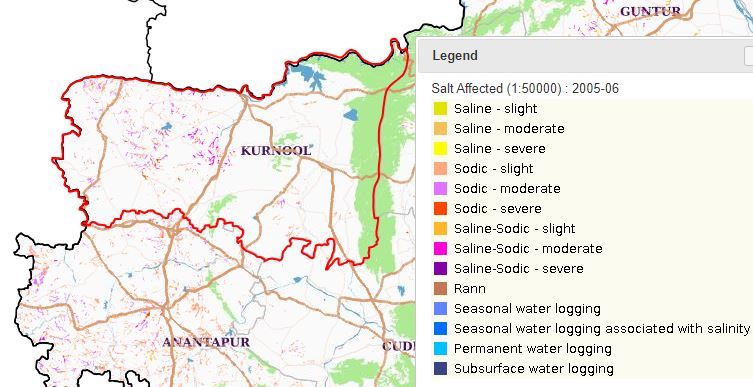 GUNTUR
Legend
Salt Affected (1:50000) : 2005-06
Saline - slight
Saline - moderate
Saline - severe
Sodic - slight
Sodic - moderate
Sodic - severe
Saline-Sodic - slight
Saline-Sodic - moderate
Saline-Sodic - severe
Rann
Seasonal water logging
Seasonal water logging associated with salinity
Permanent water logging
Subsurface water logging
KURNOOL
ANANTAPUR
CUD